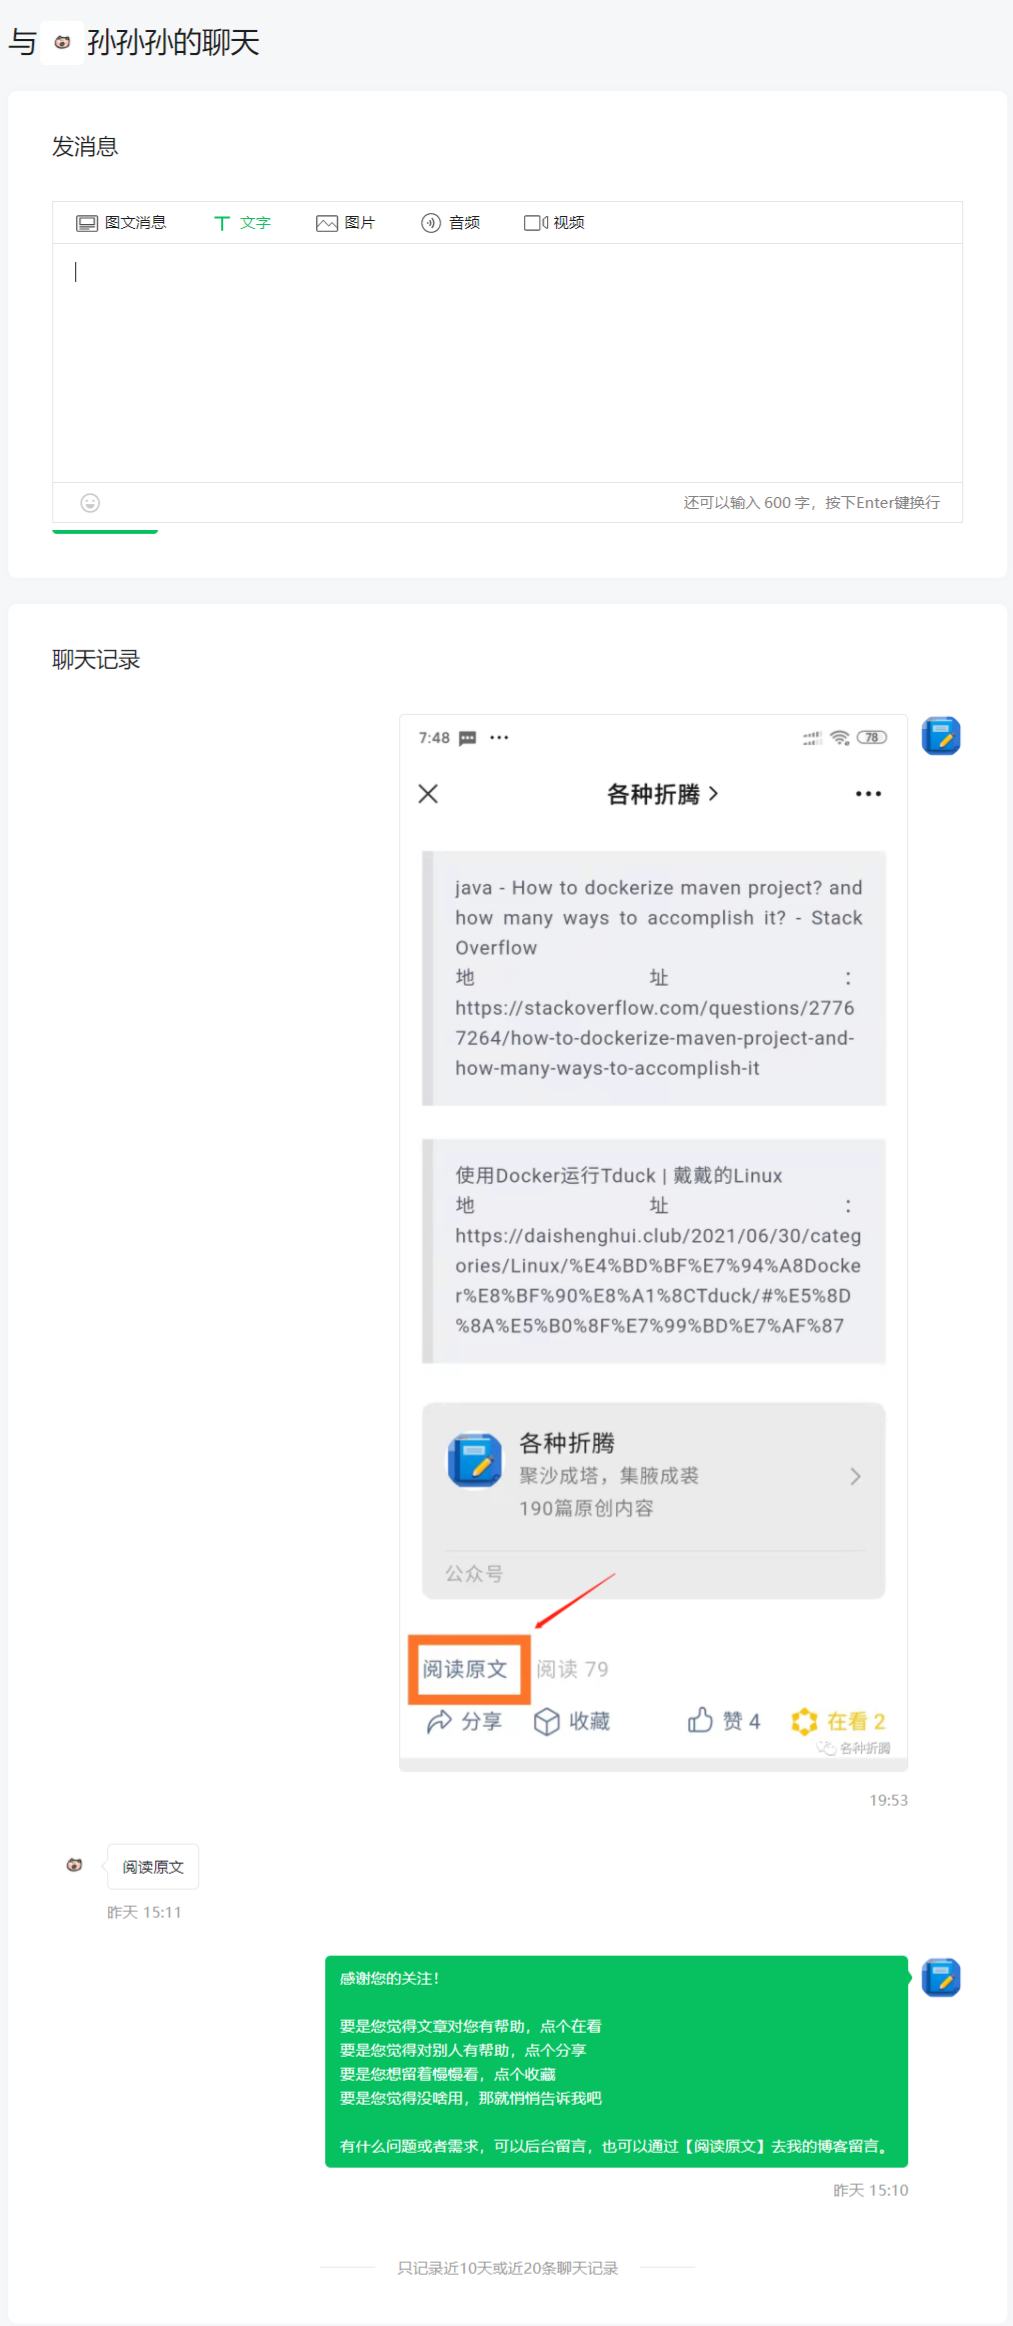 与孙孙孙的聊天
发消息
图文消息 文字 图片 音频 视频
还可以输入 600 字，按下Enter键换行
聊天记录
7:48 78
各种折腾
java - How to dockerize maven project? and
how many ways to accomplish it? - Stack
Overflow
地址：
https://stackoverflow.com/questions/2776
7264/how-to-dockerize-maven-project-and-
how-many-ways-to-accomplish-it
使用Docker运行Tduck | 戴戴的Linux
地址：
https://daishenghui.club/2021/06/30/categ
ories/Linux/%E4%BD%BF%E7%94%A8Docke
r%E8%BF%90%E8%A1%8CTduck/#%E5%8D
%8A%E5%B0%8F%E7%99%BD%E7%AF%87
各种折腾
聚沙成塔，集腋成裘
190篇原创内容
公众号
阅读原文 阅读 79
分享 收藏 赞 4 在看 2
各种折腾
19:53
阅读原文
昨天 15:11
感谢您的关注！
要是您觉得文章对您有帮助，点个在看
要是您觉得对别人有帮助，点个分享
要是您想留着慢慢看，点个收藏
要是您觉得没啥用，那就悄悄告诉我吧
有什么问题或者需求，可以后台留言，也可以通过【阅读原文】去我的博客留言。
昨天 15:10
只记录近10天或近20条聊天记录